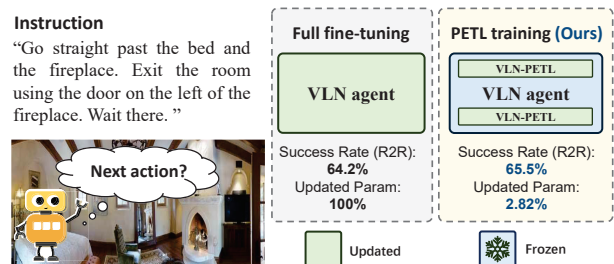 Instruction
“Go straight past the bed and
the fireplace. Exit the room
using the door on the left of the
fireplace. Wait there. ”
Next action?
Full fine-tuning
VLN agent
Success Rate (R2R):
64.2%
Updated Param:
100%
PETL training (Ours)
VLN-PETL
VLN agent
VLN-PETL
Success Rate (R2R):
65.5%
Updated Param:
2.82%
Updated
Frozen